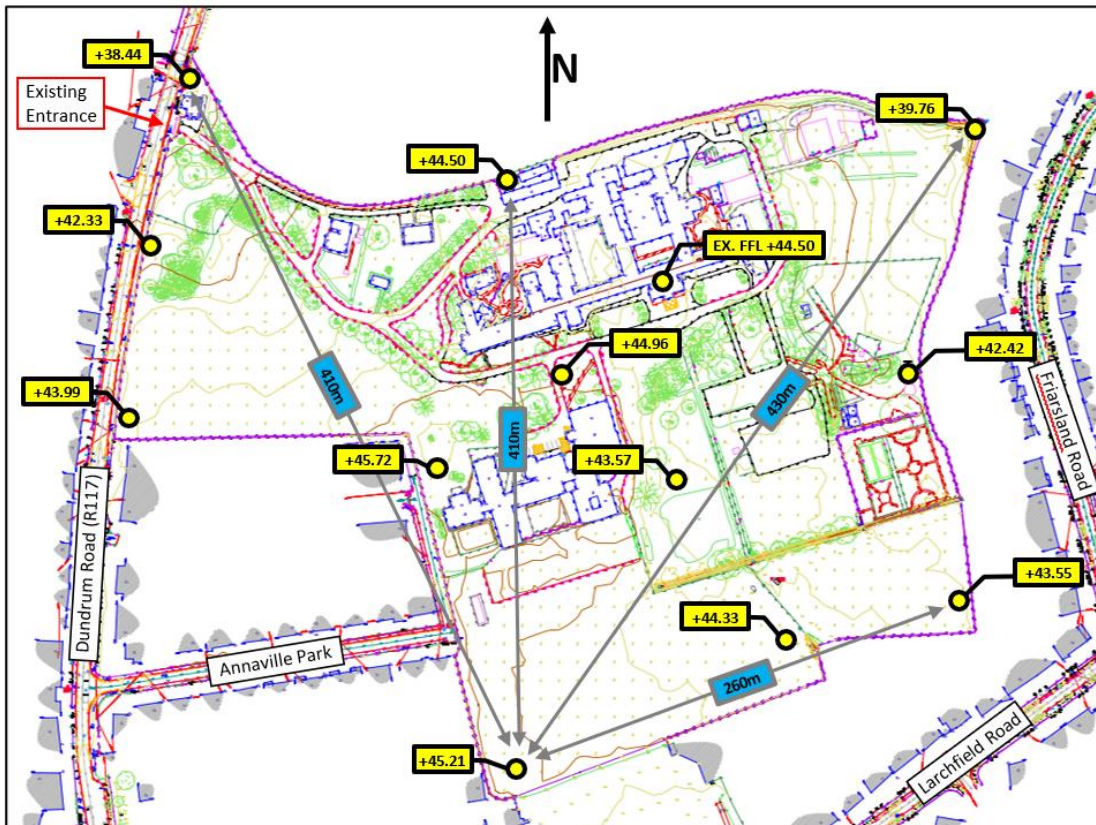 +38.44
N
Existing
Entrance
+39.76
+44.50
+42.33
EX. FFL +44.50
+44.96
+42.42
410m
410m
430m
+43.99
Friarsland Road
+45.72
+43.57
Dundrum Road (R117)
+43.55
+44.33
Annaville Park
260m
+45.21
Larchfield Road